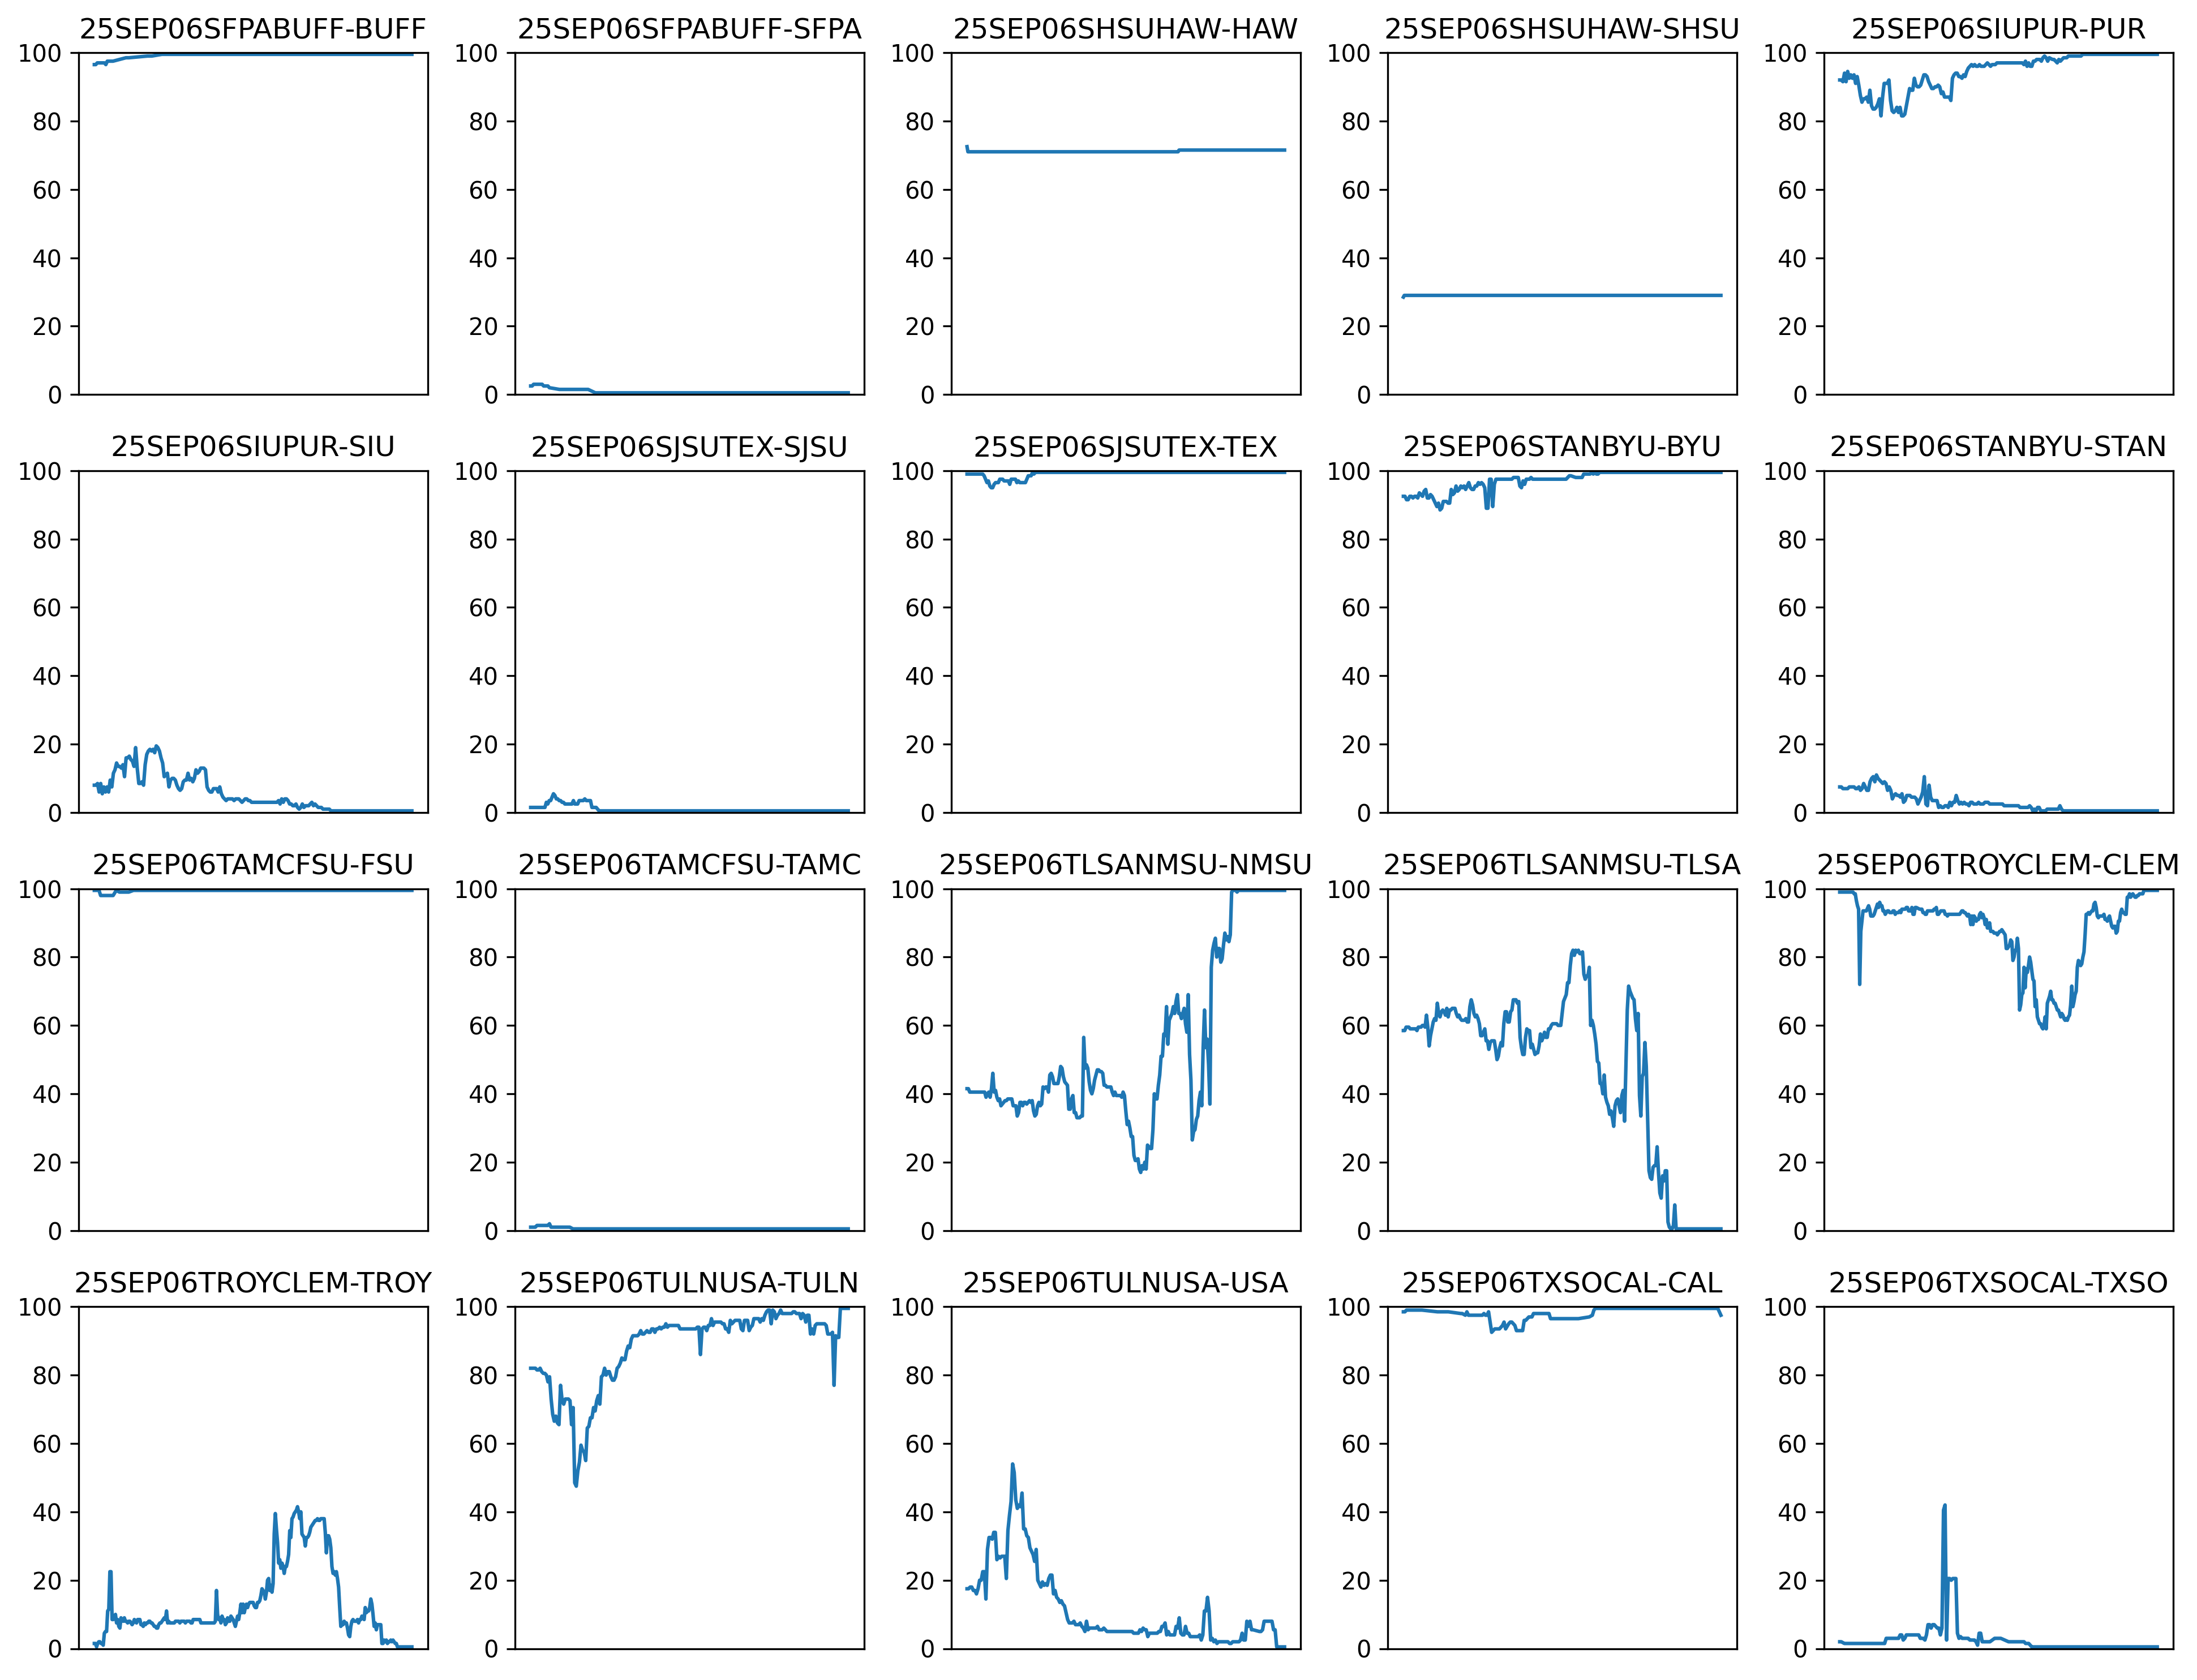 25SEP06SFPABUFF-BUFF 25SEP06SFPABUFF-SFPA 25SEP06SHSUHAW-HAW 25SEP06SHSUHAW-SHSU 25SEP06SIUPUR-PUR
100 100 100 100 100
80 80 80 80 80
60 60 60 60 60
40 40 40 40 40
20 20 20 20 20
0 0 0 0 0
25SEP06SIUPUR-SIU 25SEP06SJSUTEX-SJSU 25SEP06SJSUTEX-TEX 25SEP06STANBYU-BYU 25SEP06STANBYU-STAN
100 100 100 100 100
80 80 80 80 80
60 60 60 60 60
40 40 40 40 40
20 20 20 20 20
0 0 0 0 0
25SEP06TAMCFSU-FSU 25SEP06TAMCFSU-TAMC 25SEP06TLSANMSU-NMSU 25SEP06TLSANMSU-TLSA 25SEP06TROYCLEM-CLEM
100 100 100 100 100
80 80 80 80 80
60 60 60 60 60
40 40 40 40 40
20 20 20 20 20
0 0 0 0 0
25SEP06TROYCLEM-TROY 25SEP06TULNUSA-TULN 25SEP06TULNUSA-USA 25SEP06TXSOCAL-CAL 25SEP06TXSOCAL-TXSO
100 100 100 100 100
80 80 80 80 80
60 60 60 60 60
40 40 40 40 40
20 20 20 20 20
0 0 0 0 0